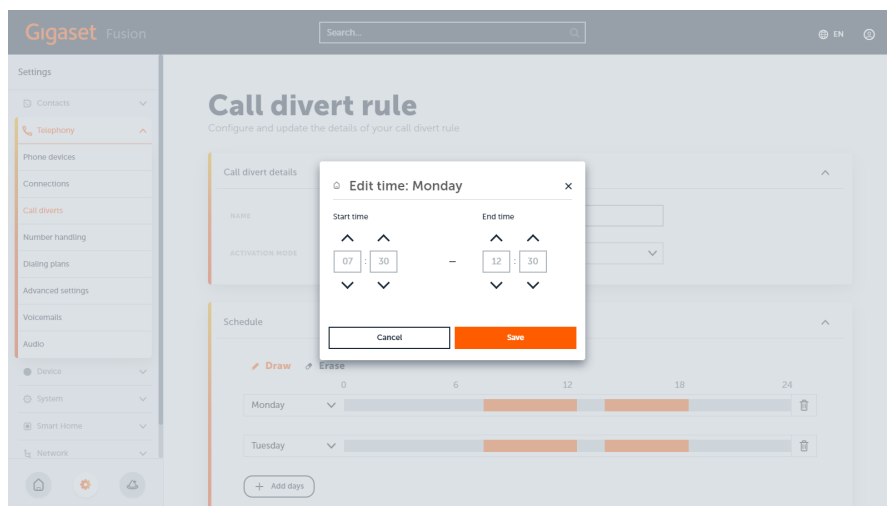 Gigaset Fusion
Search...
EN
Settings
Contacts
Telephony
Phone devices
Connections
Call diverts
Number handling
Dialing plans
Advanced settings
Voicemails
Audio
Device
System
Smart Home
Network
Call divert rule
Configure and update the details of your call divert rule
Call divert details
NAME
ACTIVATION MODE
Edit time: Monday
Start time End time
07 : 30 – 12 : 30
Cancel Save
Schedule
Draw Erase
0 6 12 18 24
Monday
Tuesday
+ Add days